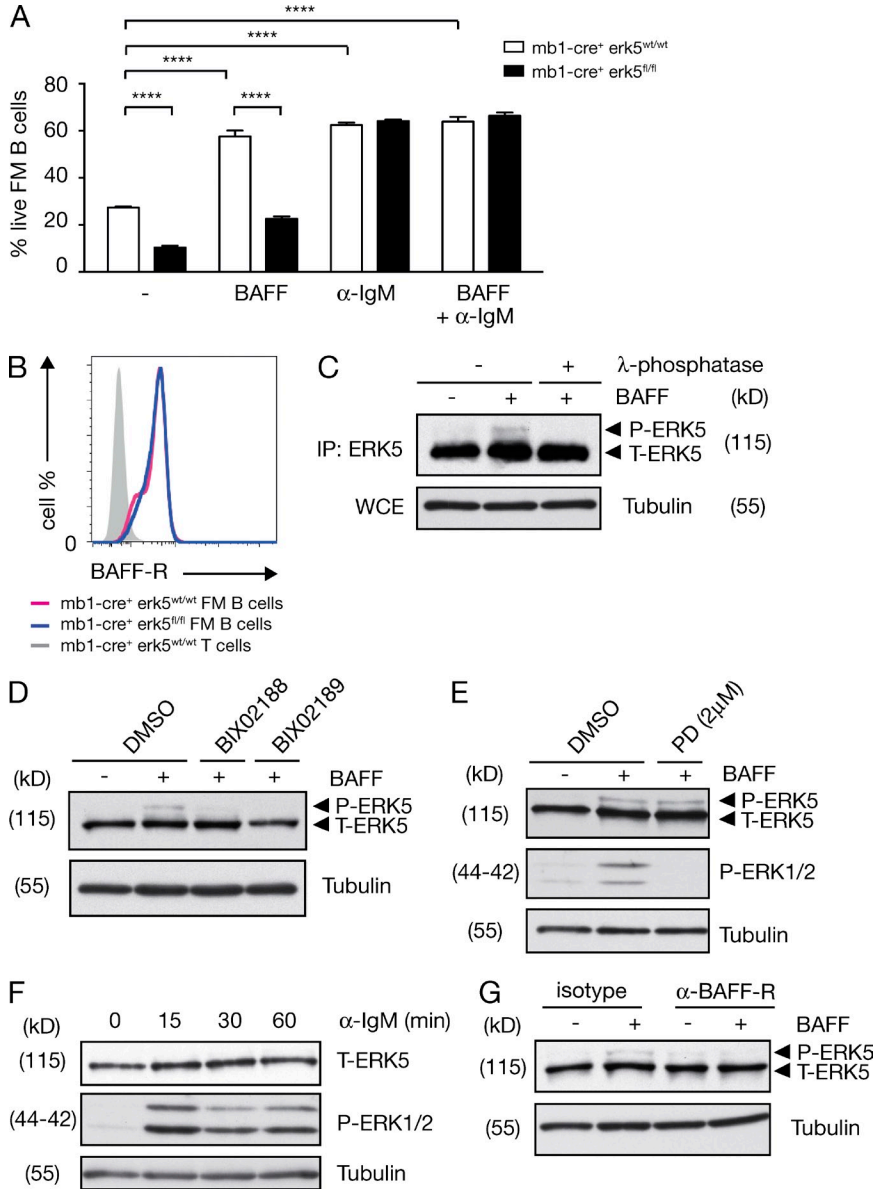 A
****
****
****
****
****
mb1-cre⁺ erk5ʷᵗ/ʷᵗ
mb1-cre⁺ erk5ᶠˡ/ᶠˡ
% live FM B cells
80
60
40
20
0
- BAFF α-IgM BAFF
+ α-IgM
B
cell %
0
BAFF-R
mb1-cre⁺ erk5ʷᵗ/ʷᵗ FM B cells
mb1-cre⁺ erk5ᶠˡ/ᶠˡ FM B cells
mb1-cre⁺ erk5ʷᵗ/ʷᵗ T cells
C
- + λ-phosphatase
- + + BAFF (kD)
IP: ERK5
P-ERK5
T-ERK5
(115)
WCE Tubulin (55)
D
DMSO BIX02188 BIX02189
(kD) - + + + BAFF
(115)
P-ERK5
T-ERK5
(55) Tubulin
E
DMSO PD (2μM)
(kD) - + + BAFF
(115)
P-ERK5
T-ERK5
(44-42) P-ERK1/2
(55) Tubulin
F
(kD) 0 15 30 60 α-IgM (min)
(115) T-ERK5
(44-42) P-ERK1/2
(55) Tubulin
G
isotype α-BAFF-R
(kD) - + - + BAFF
(115)
P-ERK5
T-ERK5
(55) Tubulin